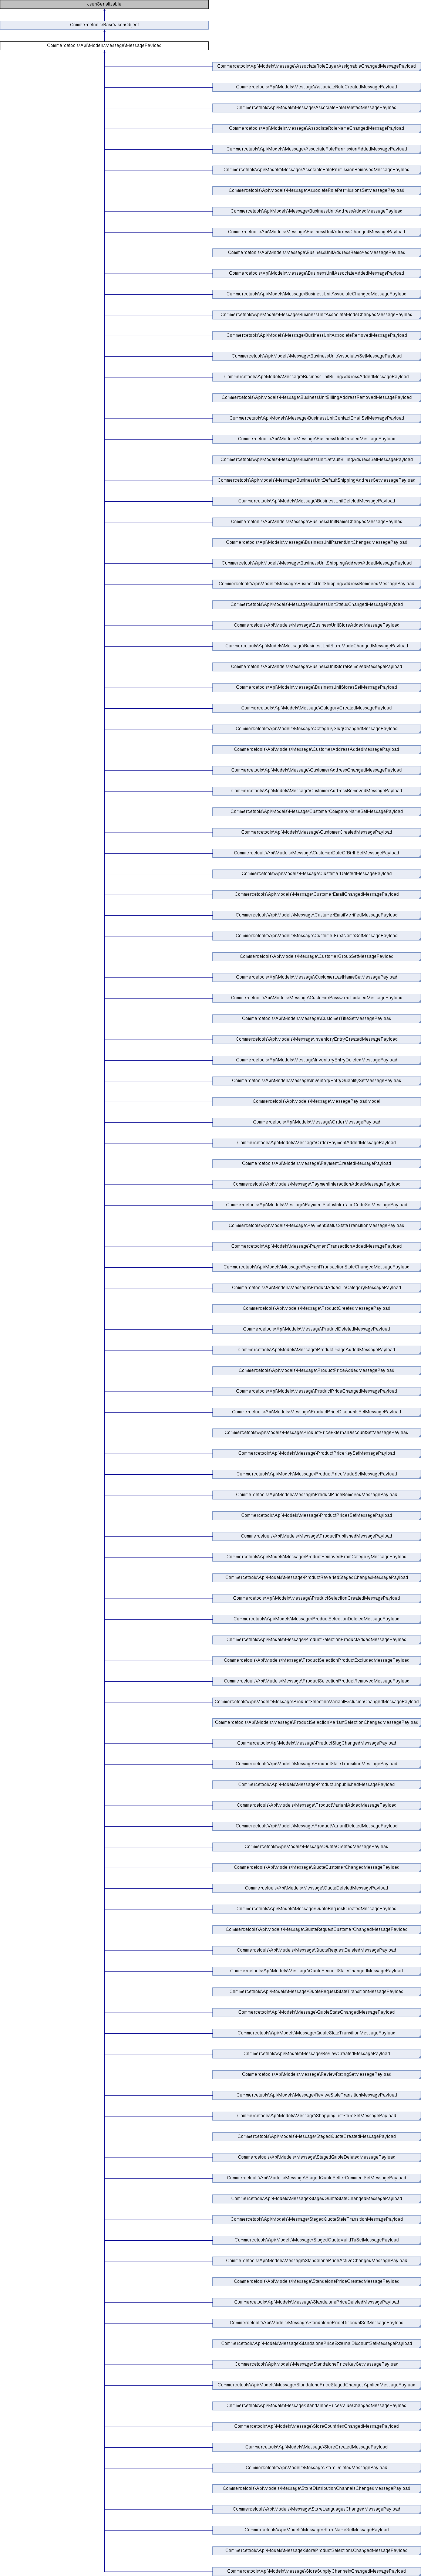 JsonSerializable
Commercetools\Base\JsonObject
Commercetools\Api\Models\Message\MessagePayload
Commercetools\Api\Models\Message\AssociateRoleBuyerAssignableChangedMessagePayload
Commercetools\Api\Models\Message\AssociateRoleCreatedMessagePayload
Commercetools\Api\Models\Message\AssociateRoleDeletedMessagePayload
Commercetools\Api\Models\Message\AssociateRoleNameChangedMessagePayload
Commercetools\Api\Models\Message\AssociateRolePermissionAddedMessagePayload
Commercetools\Api\Models\Message\AssociateRolePermissionRemovedMessagePayload
Commercetools\Api\Models\Message\AssociateRolePermissionsSetMessagePayload
Commercetools\Api\Models\Message\BusinessUnitAddressAddedMessagePayload
Commercetools\Api\Models\Message\BusinessUnitAddressChangedMessagePayload
Commercetools\Api\Models\Message\BusinessUnitAddressRemovedMessagePayload
Commercetools\Api\Models\Message\BusinessUnitAssociateAddedMessagePayload
Commercetools\Api\Models\Message\BusinessUnitAssociateChangedMessagePayload
Commercetools\Api\Models\Message\BusinessUnitAssociateModeChangedMessagePayload
Commercetools\Api\Models\Message\BusinessUnitAssociateRemovedMessagePayload
Commercetools\Api\Models\Message\BusinessUnitAssociatesSetMessagePayload
Commercetools\Api\Models\Message\BusinessUnitBillingAddressAddedMessagePayload
Commercetools\Api\Models\Message\BusinessUnitBillingAddressRemovedMessagePayload
Commercetools\Api\Models\Message\BusinessUnitContactEmailSetMessagePayload
Commercetools\Api\Models\Message\BusinessUnitCreatedMessagePayload
Commercetools\Api\Models\Message\BusinessUnitDefaultBillingAddressSetMessagePayload
Commercetools\Api\Models\Message\BusinessUnitDefaultShippingAddressSetMessagePayload
Commercetools\Api\Models\Message\BusinessUnitDeletedMessagePayload
Commercetools\Api\Models\Message\BusinessUnitNameChangedMessagePayload
Commercetools\Api\Models\Message\BusinessUnitParentUnitChangedMessagePayload
Commercetools\Api\Models\Message\BusinessUnitShippingAddressAddedMessagePayload
Commercetools\Api\Models\Message\BusinessUnitShippingAddressRemovedMessagePayload
Commercetools\Api\Models\Message\BusinessUnitStatusChangedMessagePayload
Commercetools\Api\Models\Message\BusinessUnitStoreAddedMessagePayload
Commercetools\Api\Models\Message\BusinessUnitStoreModeChangedMessagePayload
Commercetools\Api\Models\Message\BusinessUnitStoreRemovedMessagePayload
Commercetools\Api\Models\Message\BusinessUnitStoresSetMessagePayload
Commercetools\Api\Models\Message\CategoryCreatedMessagePayload
Commercetools\Api\Models\Message\CategorySlugChangedMessagePayload
Commercetools\Api\Models\Message\CustomerAddressAddedMessagePayload
Commercetools\Api\Models\Message\CustomerAddressChangedMessagePayload
Commercetools\Api\Models\Message\CustomerAddressRemovedMessagePayload
Commercetools\Api\Models\Message\CustomerCompanyNameSetMessagePayload
Commercetools\Api\Models\Message\CustomerCreatedMessagePayload
Commercetools\Api\Models\Message\CustomerDateOfBirthSetMessagePayload
Commercetools\Api\Models\Message\CustomerDeletedMessagePayload
Commercetools\Api\Models\Message\CustomerEmailChangedMessagePayload
Commercetools\Api\Models\Message\CustomerEmailVerifiedMessagePayload
Commercetools\Api\Models\Message\CustomerFirstNameSetMessagePayload
Commercetools\Api\Models\Message\CustomerGroupSetMessagePayload
Commercetools\Api\Models\Message\CustomerLastNameSetMessagePayload
Commercetools\Api\Models\Message\CustomerPasswordUpdatedMessagePayload
Commercetools\Api\Models\Message\CustomerTitleSetMessagePayload
Commercetools\Api\Models\Message\InventoryEntryCreatedMessagePayload
Commercetools\Api\Models\Message\InventoryEntryDeletedMessagePayload
Commercetools\Api\Models\Message\InventoryEntryQuantitySetMessagePayload
Commercetools\Api\Models\Message\MessagePayloadModel
Commercetools\Api\Models\Message\OrderMessagePayload
Commercetools\Api\Models\Message\OrderPaymentAddedMessagePayload
Commercetools\Api\Models\Message\PaymentCreatedMessagePayload
Commercetools\Api\Models\Message\PaymentInteractionAddedMessagePayload
Commercetools\Api\Models\Message\PaymentStatusInterfaceCodeSetMessagePayload
Commercetools\Api\Models\Message\PaymentStatusStateTransitionMessagePayload
Commercetools\Api\Models\Message\PaymentTransactionAddedMessagePayload
Commercetools\Api\Models\Message\PaymentTransactionStateChangedMessagePayload
Commercetools\Api\Models\Message\ProductAddedToCategoryMessagePayload
Commercetools\Api\Models\Message\ProductCreatedMessagePayload
Commercetools\Api\Models\Message\ProductDeletedMessagePayload
Commercetools\Api\Models\Message\ProductImageAddedMessagePayload
Commercetools\Api\Models\Message\ProductPriceAddedMessagePayload
Commercetools\Api\Models\Message\ProductPriceChangedMessagePayload
Commercetools\Api\Models\Message\ProductPriceDiscountsSetMessagePayload
Commercetools\Api\Models\Message\ProductPriceExternalDiscountSetMessagePayload
Commercetools\Api\Models\Message\ProductPriceKeySetMessagePayload
Commercetools\Api\Models\Message\ProductPriceModeSetMessagePayload
Commercetools\Api\Models\Message\ProductPriceRemovedMessagePayload
Commercetools\Api\Models\Message\ProductPricesSetMessagePayload
Commercetools\Api\Models\Message\ProductPublishedMessagePayload
Commercetools\Api\Models\Message\ProductRemovedFromCategoryMessagePayload
Commercetools\Api\Models\Message\ProductRevertedStagedChangesMessagePayload
Commercetools\Api\Models\Message\ProductSelectionCreatedMessagePayload
Commercetools\Api\Models\Message\ProductSelectionDeletedMessagePayload
Commercetools\Api\Models\Message\ProductSelectionProductAddedMessagePayload
Commercetools\Api\Models\Message\ProductSelectionProductExcludedMessagePayload
Commercetools\Api\Models\Message\ProductSelectionProductRemovedMessagePayload
Commercetools\Api\Models\Message\ProductSelectionVariantExclusionChangedMessagePayload
Commercetools\Api\Models\Message\ProductSelectionVariantSelectionChangedMessagePayload
Commercetools\Api\Models\Message\ProductSlugChangedMessagePayload
Commercetools\Api\Models\Message\ProductStateTransitionMessagePayload
Commercetools\Api\Models\Message\ProductUnpublishedMessagePayload
Commercetools\Api\Models\Message\ProductVariantAddedMessagePayload
Commercetools\Api\Models\Message\ProductVariantDeletedMessagePayload
Commercetools\Api\Models\Message\QuoteCreatedMessagePayload
Commercetools\Api\Models\Message\QuoteCustomerChangedMessagePayload
Commercetools\Api\Models\Message\QuoteDeletedMessagePayload
Commercetools\Api\Models\Message\QuoteRequestCreatedMessagePayload
Commercetools\Api\Models\Message\QuoteRequestCustomerChangedMessagePayload
Commercetools\Api\Models\Message\QuoteRequestDeletedMessagePayload
Commercetools\Api\Models\Message\QuoteRequestStateChangedMessagePayload
Commercetools\Api\Models\Message\QuoteRequestStateTransitionMessagePayload
Commercetools\Api\Models\Message\QuoteStateChangedMessagePayload
Commercetools\Api\Models\Message\QuoteStateTransitionMessagePayload
Commercetools\Api\Models\Message\ReviewCreatedMessagePayload
Commercetools\Api\Models\Message\ReviewRatingSetMessagePayload
Commercetools\Api\Models\Message\ReviewStateTransitionMessagePayload
Commercetools\Api\Models\Message\ShoppingListStoreSetMessagePayload
Commercetools\Api\Models\Message\StagedQuoteCreatedMessagePayload
Commercetools\Api\Models\Message\StagedQuoteDeletedMessagePayload
Commercetools\Api\Models\Message\StagedQuoteSellerCommentSetMessagePayload
Commercetools\Api\Models\Message\StagedQuoteStateChangedMessagePayload
Commercetools\Api\Models\Message\StagedQuoteStateTransitionMessagePayload
Commercetools\Api\Models\Message\StagedQuoteValidToSetMessagePayload
Commercetools\Api\Models\Message\StandalonePriceActiveChangedMessagePayload
Commercetools\Api\Models\Message\StandalonePriceCreatedMessagePayload
Commercetools\Api\Models\Message\StandalonePriceDeletedMessagePayload
Commercetools\Api\Models\Message\StandalonePriceDiscountSetMessagePayload
Commercetools\Api\Models\Message\StandalonePriceExternalDiscountSetMessagePayload
Commercetools\Api\Models\Message\StandalonePriceKeySetMessagePayload
Commercetools\Api\Models\Message\StandalonePriceStagedChangesAppliedMessagePayload
Commercetools\Api\Models\Message\StandalonePriceValueChangedMessagePayload
Commercetools\Api\Models\Message\StoreCountriesChangedMessagePayload
Commercetools\Api\Models\Message\StoreCreatedMessagePayload
Commercetools\Api\Models\Message\StoreDeletedMessagePayload
Commercetools\Api\Models\Message\StoreDistributionChannelsChangedMessagePayload
Commercetools\Api\Models\Message\StoreLanguagesChangedMessagePayload
Commercetools\Api\Models\Message\StoreNameSetMessagePayload
Commercetools\Api\Models\Message\StoreProductSelectionsChangedMessagePayload
Commercetools\Api\Models\Message\StoreSupplyChannelsChangedMessagePayload